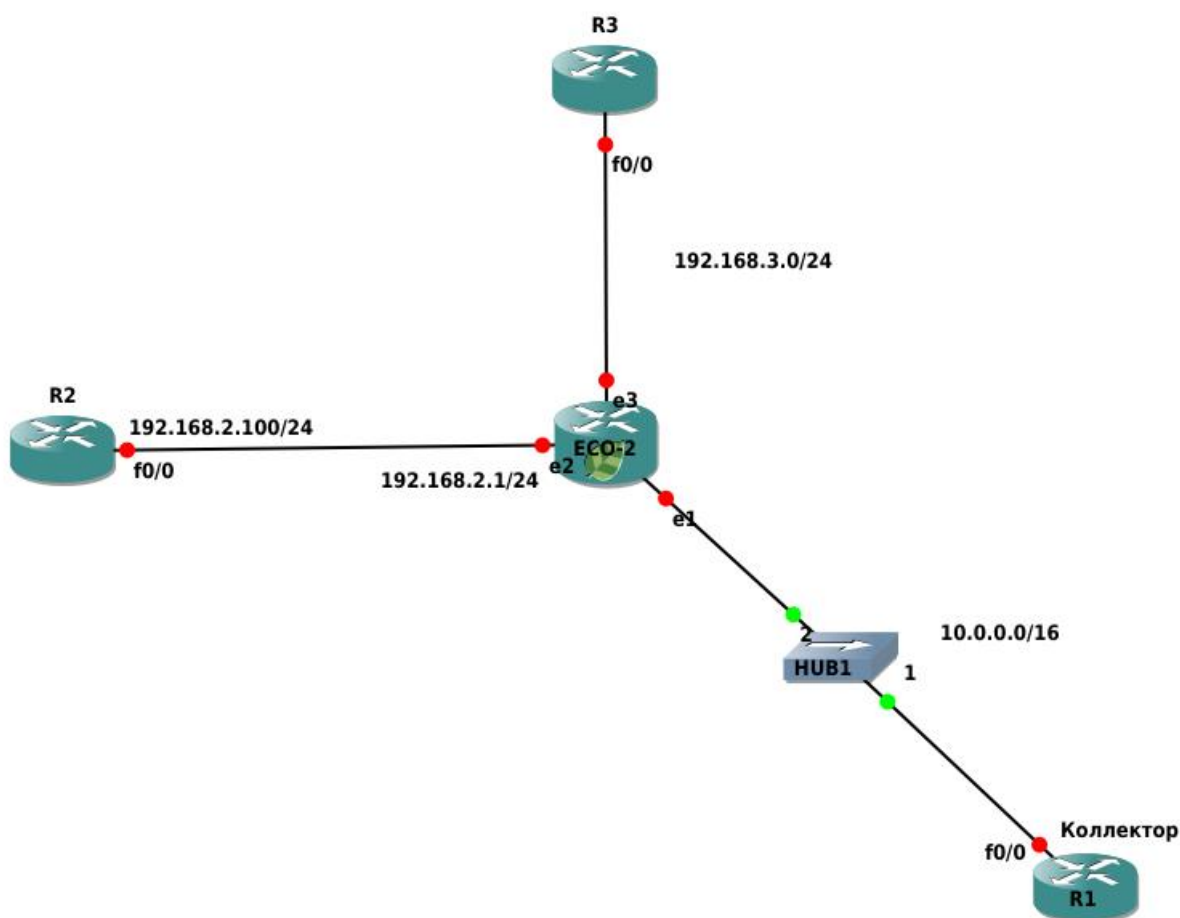 R3
f0/0
192.168.3.0/24
R2
192.168.2.100/24
f0/0
e3
ECO-2
e2
192.168.2.1/24
e1
2
10.0.0.0/16
HUB1
1
Коллектор
f0/0
R1